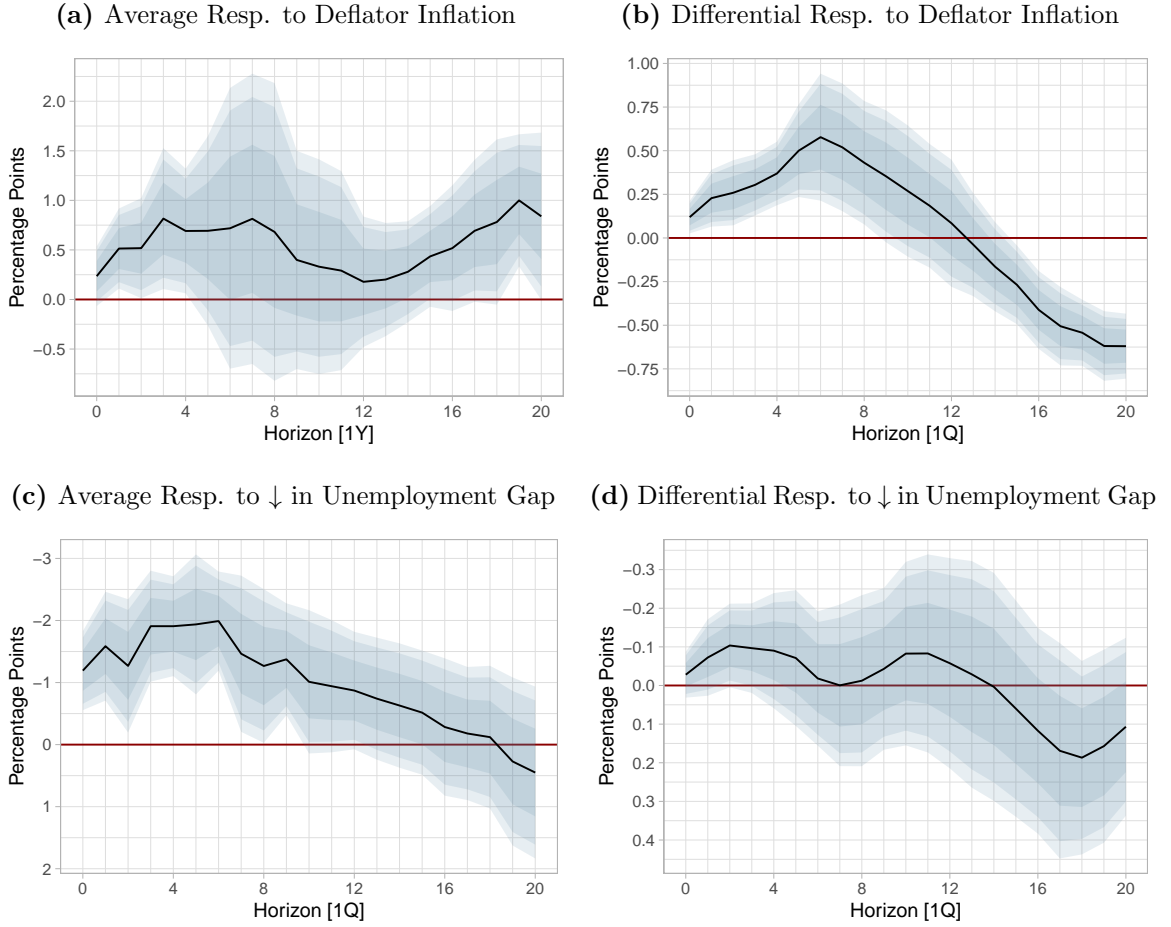 (a) Average Resp. to Deflator Inflation
(b) Differential Resp. to Deflator Inflation
Percentage Points
2.0
1.5
1.0
0.5
0.0
−0.5
0 4 8 12 16 20
Horizon [1Y]
Percentage Points
1.00
0.75
0.50
0.25
0.00
−0.25
−0.50
−0.75
0 4 8 12 16 20
Horizon [1Q]
(c) Average Resp. to ↓ in Unemployment Gap
(d) Differential Resp. to ↓ in Unemployment Gap
Percentage Points
−3
−2
−1
0
1
2
0 4 8 12 16 20
Horizon [1Q]
Percentage Points
−0.3
−0.2
−0.1
0.0
0.1
0.2
0.3
0.4
0 4 8 12 16 20
Horizon [1Q]